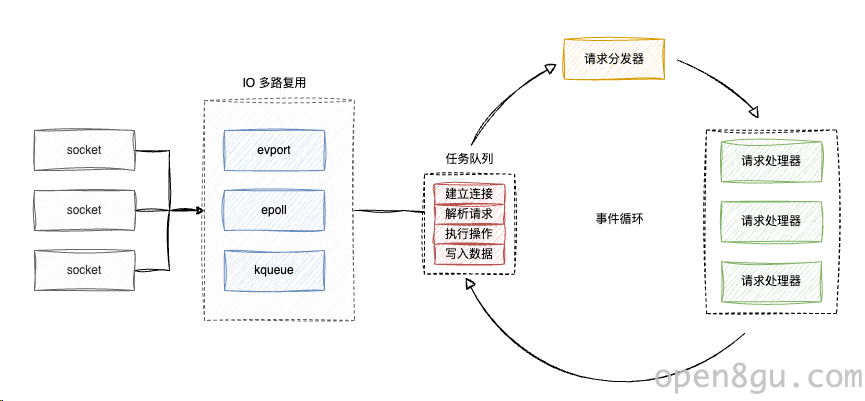 请求分发器
IO 多路复用
socket
socket
socket
evport
epoll
kqueue
任务队列
建立连接
解析请求
执行操作
写入数据
事件循环
请求处理器
请求处理器
请求处理器
open8gu.com